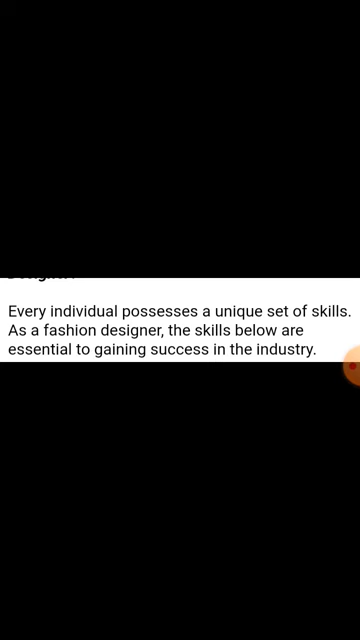 Every individual possesses a unique set of skills.
As a fashion designer, the skills below are
essential to gaining success in the industry.